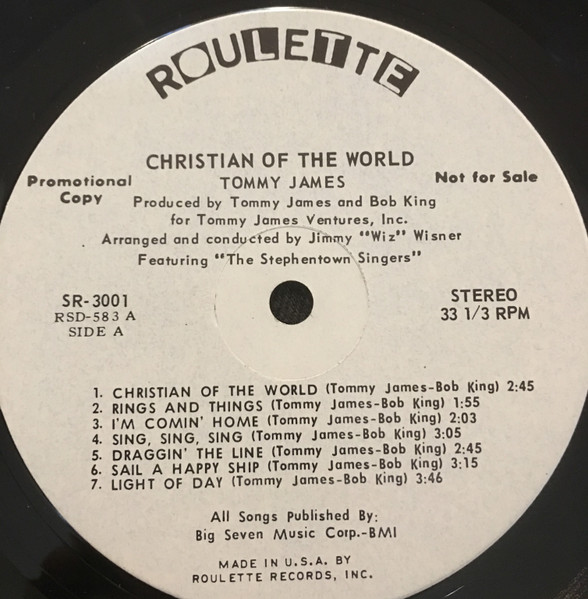 ROULETTE
CHRISTIAN OF THE WORLD
TOMMY JAMES
Promotional
Copy
Not for Sale
Produced by Tommy James and Bob King
for Tommy James Ventures, Inc.
Arranged and conducted by Jimmy "Wiz" Wisner
Featuring "The Stephentown Singers"
SR-3001
RSD-583 A
SIDE A
STEREO
33 1/3 RPM
1. CHRISTIAN OF THE WORLD (Tommy James-Bob King) 2:45
2. RINGS AND THINGS (Tommy James-Bob King) 1:55
3. I'M COMIN' HOME (Tommy James-Bob King) 2:03
4. SING, SING, SING (Tommy James-Bob King) 3:05
5. DRAGGIN' THE LINE (Tommy James-Bob King) 2:45
6. SAIL A HAPPY SHIP (Tommy James-Bob King) 3:15
7. LIGHT OF DAY (Tommy James-Bob King) 3:46
All Songs Published By:
Big Seven Music Corp.-BMI
MADE IN U.S.A. BY
ROULETTE RECORDS, INC.